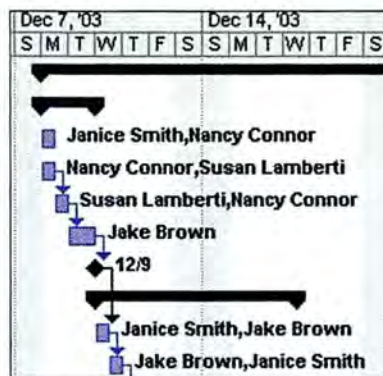 Dec 7, '03 Dec 14, '03
S M T W T F S S M T W T F S
Janice Smith,Nancy Connor
Nancy Connor,Susan Lamberti
Susan Lamberti,Nancy Connor
Jake Brown
12/9
Janice Smith,Jake Brown
Jake Brown,Janice Smith